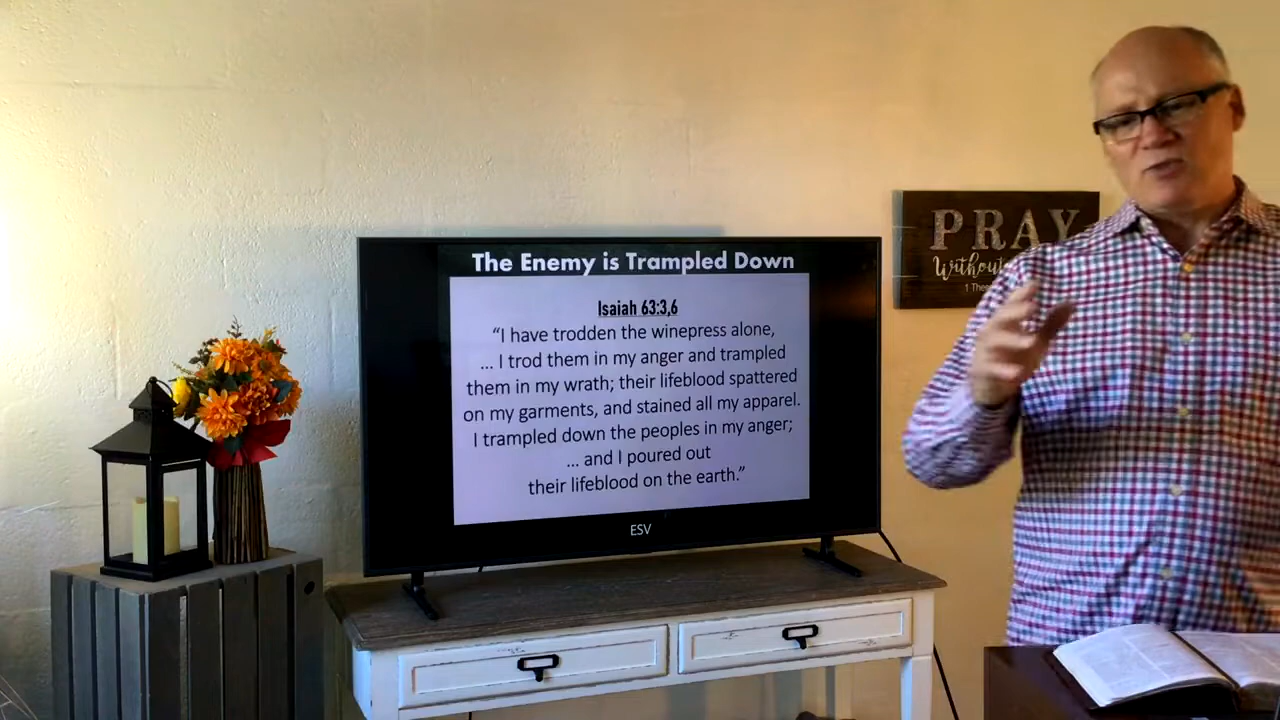 The Enemy is Trampled Down
Isaiah 63:3,6
“I have trodden the winepress alone,
... I trod them in my anger and trampled
them in my wrath; their lifeblood spattered
on my garments, and stained all my apparel.
I trampled down the peoples in my anger;
... and I poured out
their lifeblood on the earth.”
ESV
PRAY
Without
1